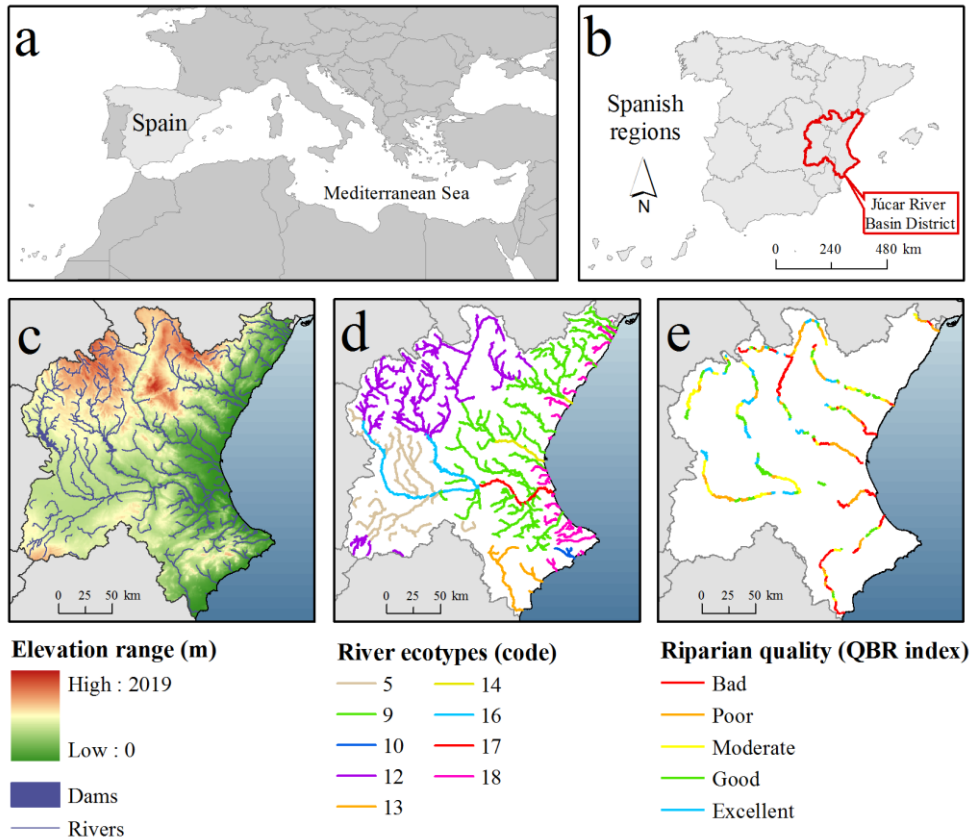 a
Spain
Mediterranean Sea
b
Spanish
regions
N
Júcar River
Basin District
0 240 480 km
c
0 25 50 km
d
0 25 50 km
e
0 25 50 km
Elevation range (m)
High : 2019
Low : 0
Dams
Rivers
River ecotypes (code)
5
9
10
12
13
14
16
17
18
Riparian quality (QBR index)
Bad
Poor
Moderate
Good
Excellent